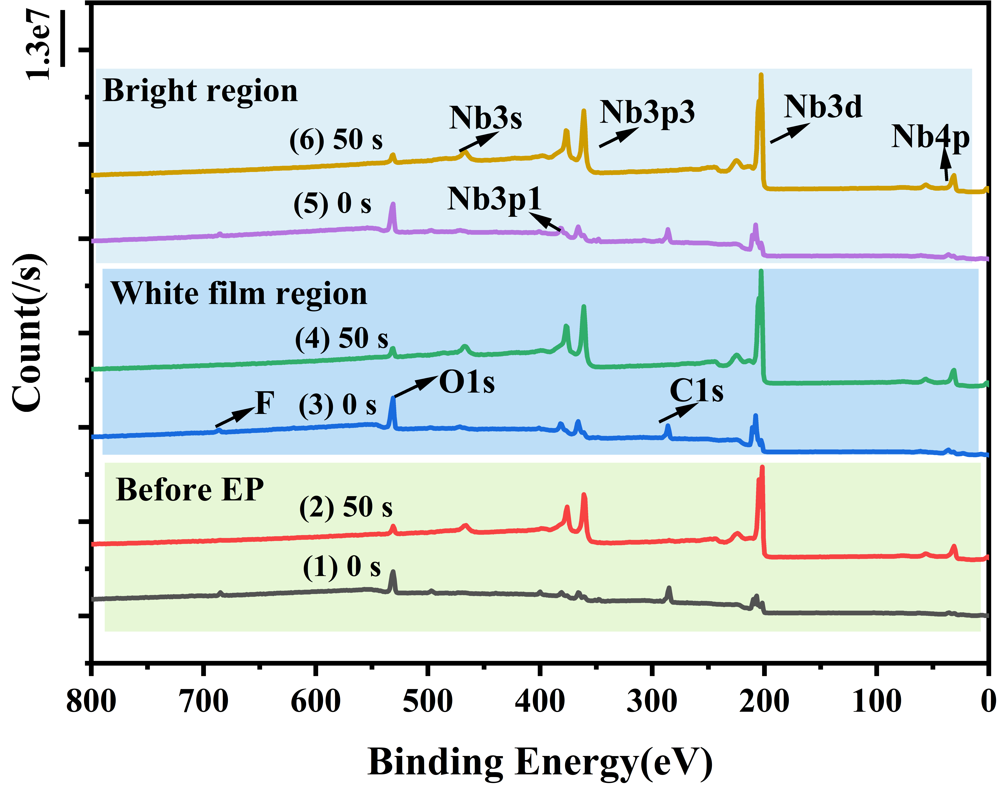 1.3e7
Bright region
Nb3s
Nb3p3
Nb3d
Nb4p
(6) 50 s
(5) 0 s
Nb3p1
White film region
(4) 50 s
O1s
C1s
F
(3) 0 s
Before EP
(2) 50 s
(1) 0 s
Count(/s)
800 700 600 500 400 300 200 100 0
Binding Energy(eV)